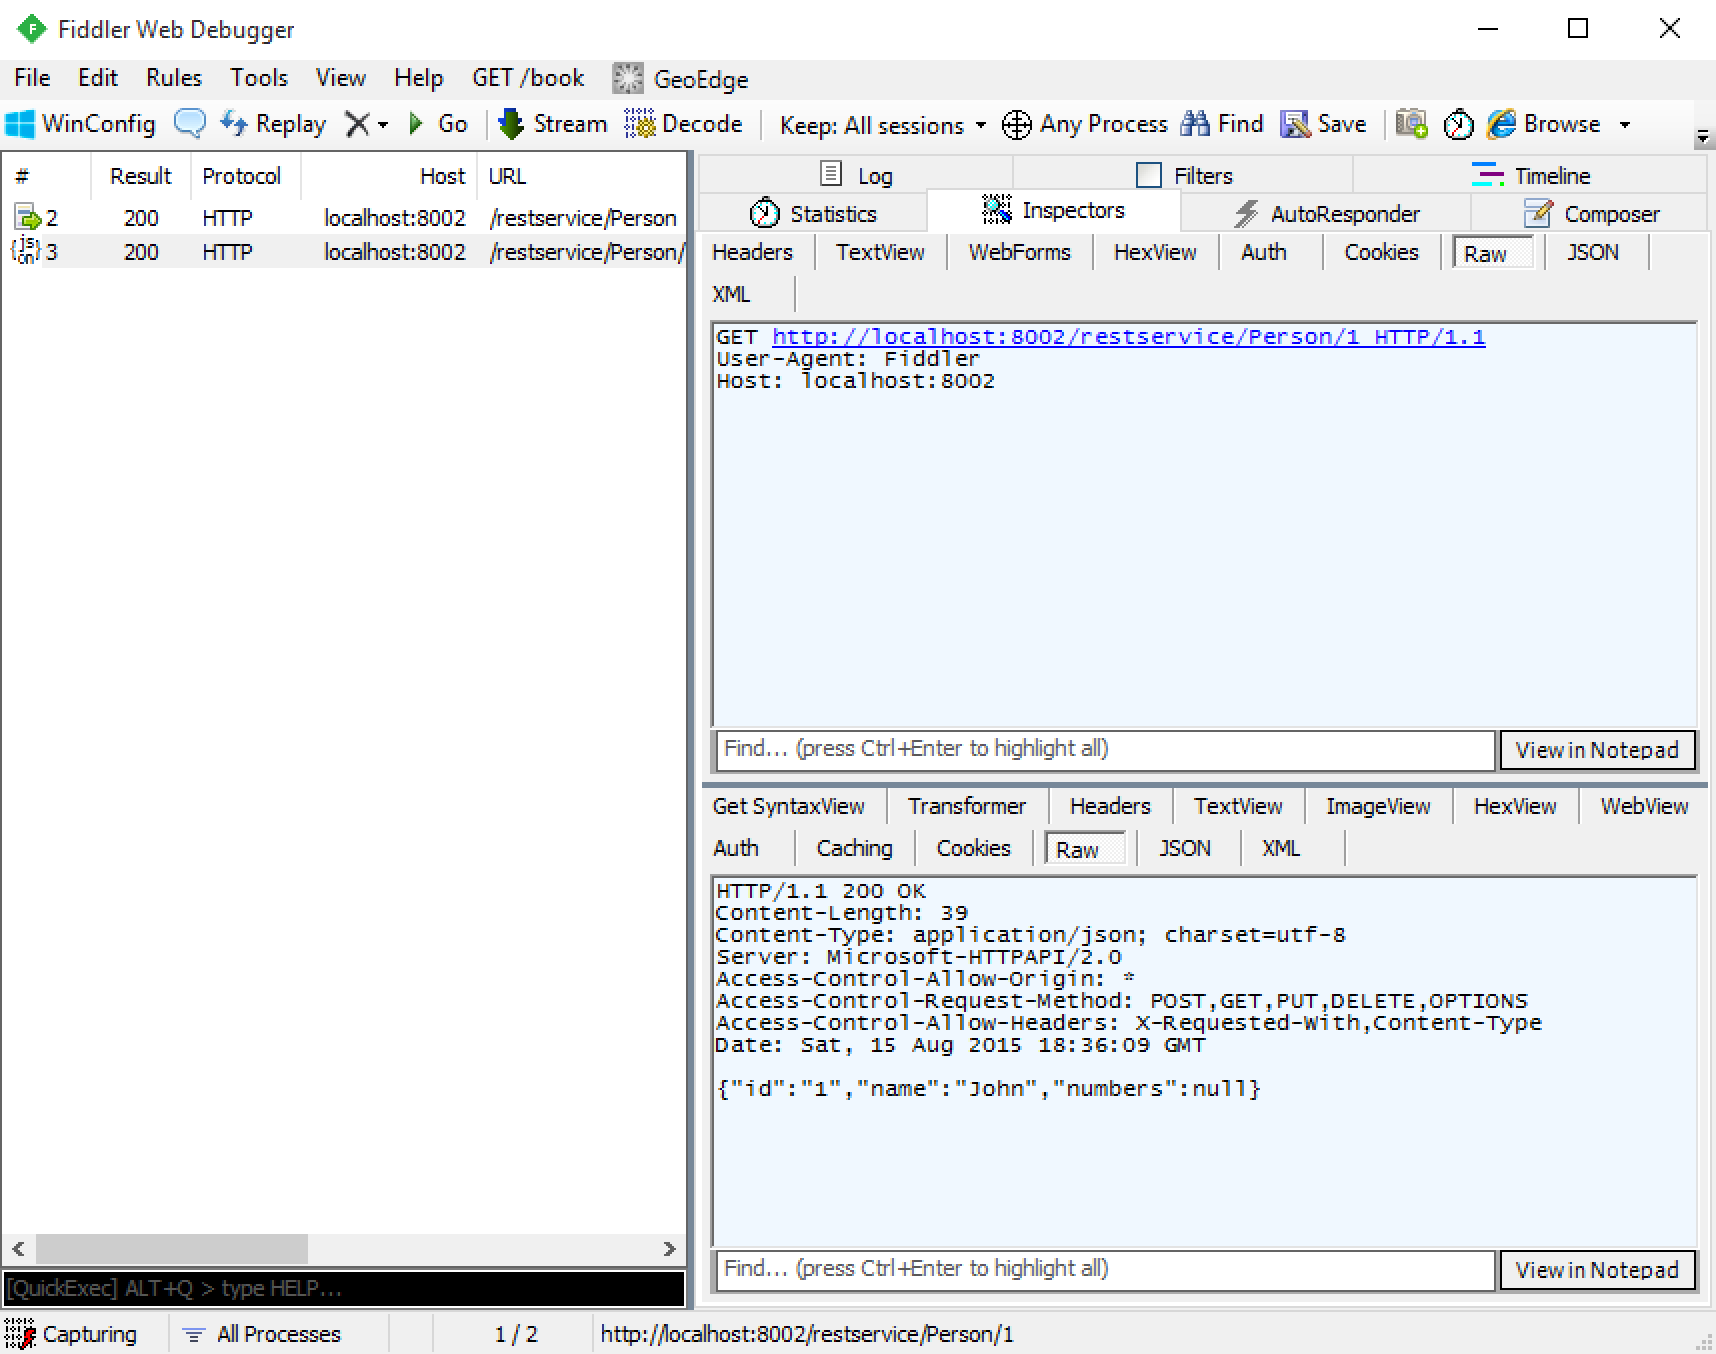 Fiddler Web Debugger
File Edit Rules Tools View Help GET /book GeoEdge
WinConfig Replay Go Stream Decode Keep: All sessions Any Process Find Save Browse
# Result Protocol Host URL
2 200 HTTP localhost:8002 /restservice/Person
3 200 HTTP localhost:8002 /restservice/Person/
Log Filters Timeline
Statistics Inspectors AutoResponder Composer
Headers TextView WebForms HexView Auth Cookies Raw JSON
XML
GET http://localhost:8002/restservice/Person/1 HTTP/1.1
User-Agent: Fiddler
Host: localhost:8002
Find... (press Ctrl+Enter to highlight all) View in Notepad
Get SyntaxView Transformer Headers TextView ImageView HexView WebView
Auth Caching Cookies Raw JSON XML
HTTP/1.1 200 OK
Content-Length: 39
Content-Type: application/json; charset=utf-8
Server: Microsoft-HTTPAPI/2.0
Access-Control-Allow-Origin: *
Access-Control-Request-Method: POST,GET,PUT,DELETE,OPTIONS
Access-Control-Allow-Headers: X-Requested-With,Content-Type
Date: Sat, 15 Aug 2015 18:36:09 GMT
{"id":"1","name":"John","numbers":null}
Find... (press Ctrl+Enter to highlight all) View in Notepad
[QuickExec] ALT+Q > type HELP...
Capturing All Processes 1 / 2 http://localhost:8002/restservice/Person/1